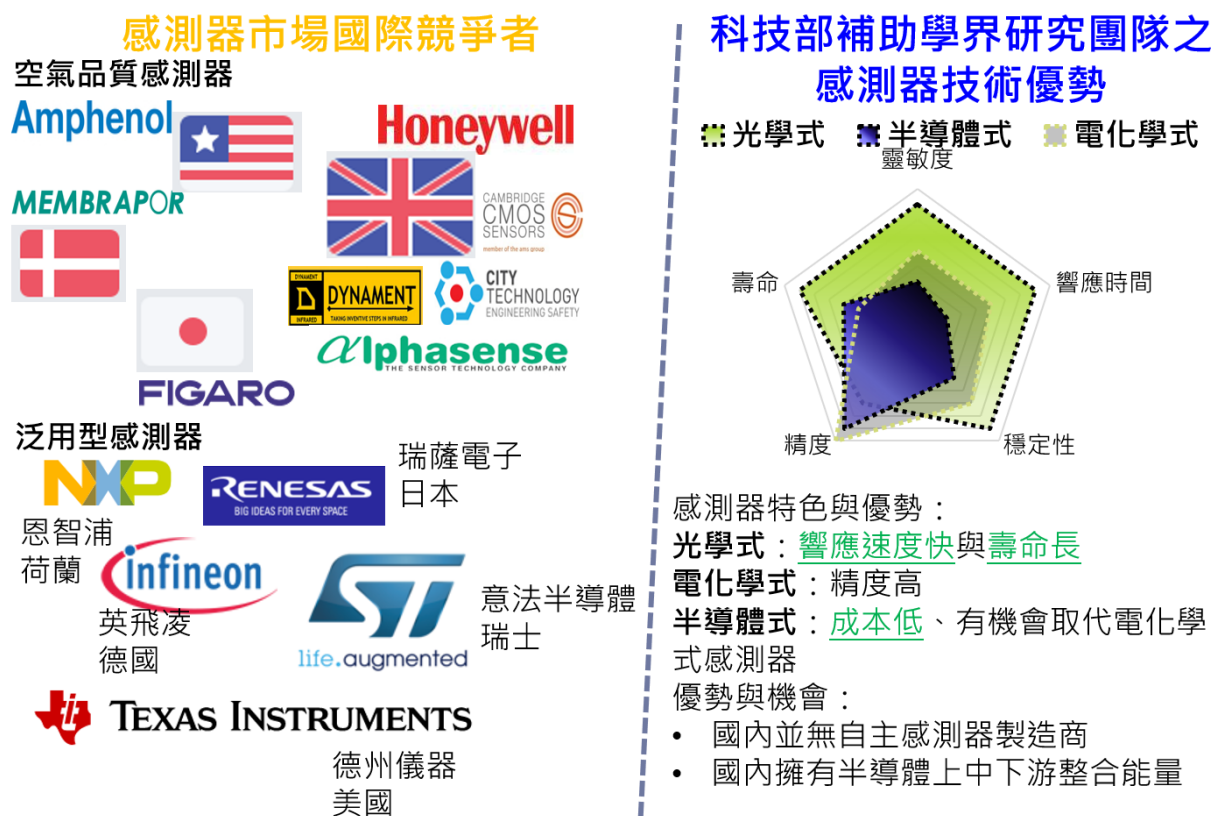 感測器市場國際競爭者
空氣品質感測器
Amphenol
Honeywell
MEMBRAPOR
CAMBRIDGE
CMOS
SENSORS
member of the ams group
DYNAMENT
DYNAMENT
INFRARED
TAKING INVENTIVE STEPS IN INFRARED
CITY
TECHNOLOGY
ENGINEERING SAFETY
αlphasense
THE SENSOR TECHNOLOGY COMPANY
FIGARO
泛用型感測器
NXP
恩智浦
荷蘭
RENESAS
BIG IDEAS FOR EVERY SPACE
瑞薩電子
日本
infineon
英飛凌
德國
ST
life.augmented
意法半導體
瑞士
TEXAS INSTRUMENTS
德州儀器
美國
科技部補助學界研究團隊之
感測器技術優勢
光學式 半導體式 電化學式
靈敏度
響應時間
穩定性
精度
壽命
感測器特色與優勢：
光學式：響應速度快與壽命長
電化學式：精度高
半導體式：成本低、有機會取代電化學
式感測器
優勢與機會：
• 國內並無自主感測器製造商
• 國內擁有半導體上中下游整合能量